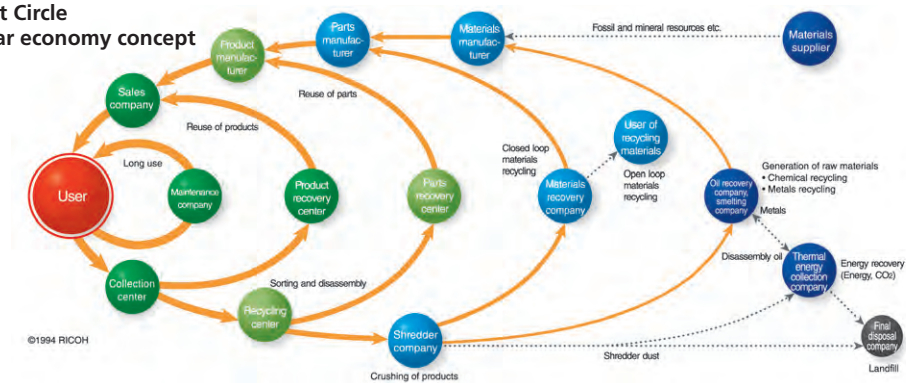 t Circle
ar economy concept
Product
manufac-
turer
Parts
manufac-
turer
Materials
manufac-
turer
Fossil and mineral resources etc.
Materials
supplier
Sales
company
Reuse of parts
Reuse of products
User of
recycling
materials
Long use
Closed loop
materials
recycling
Open loop
materials
recycling
Generation of raw materials
• Chemical recycling
• Metals recycling
User
Maintenance
company
Product
recovery
center
Parts
recovery
center
Materials
recovery
company
Oil recovery
company,
smelting
company
Metals
Disassembly oil
Thermal
energy
collection
company
Energy recovery
(Energy, CO2)
Collection
center
Sorting and disassembly
Recycling
center
Shredder
company
Crushing of products
Shredder dust
Final
disposal
company
Landfill
©1994 RICOH